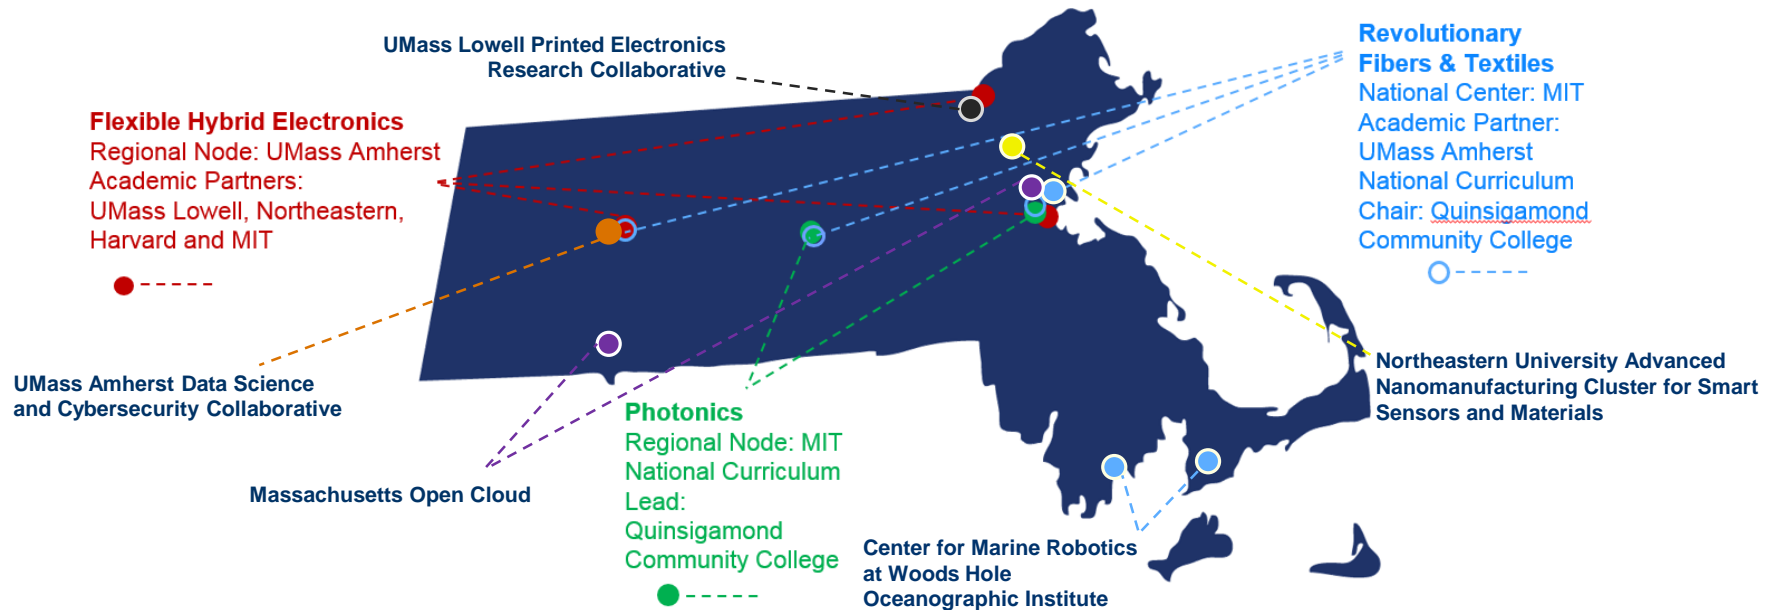 UMass Lowell Printed Electronics
Research Collaborative
Flexible Hybrid Electronics
Regional Node: UMass Amherst
Academic Partners:
UMass Lowell, Northeastern,
Harvard and MIT
Revolutionary
Fibers & Textiles
National Center: MIT
Academic Partner:
UMass Amherst
National Curriculum
Chair: Quinsigamond
Community College
UMass Amherst Data Science
and Cybersecurity Collaborative
Massachusetts Open Cloud
Photonics
Regional Node: MIT
National Curriculum
Lead:
Quinsigamond
Community College
Center for Marine Robotics
at Woods Hole
Oceanographic Institute
Northeastern University Advanced
Nanomanufacturing Cluster for Smart
Sensors and Materials